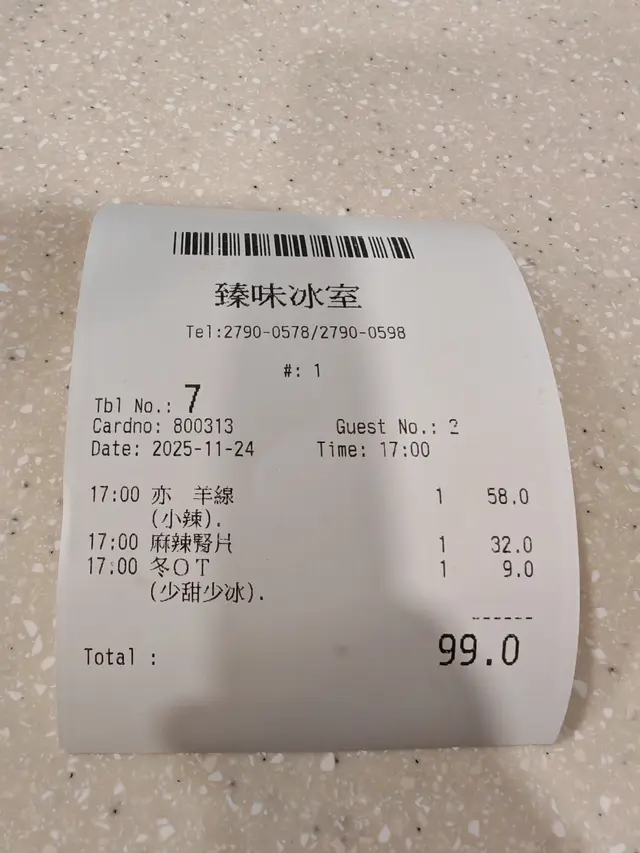 臻味冰室
Tel:2790-0578/2790-0598
#: 1
Tbl No.: 7
Cardno: 800313 Guest No.: 2
Date: 2025-11-24 Time: 17:00
17:00 亦 羊線 1 58.0
(小辣).
17:00 麻辣腎片 1 32.0
17:00 冬OT 1 9.0
(少甜少冰).
------
Total : 99.0